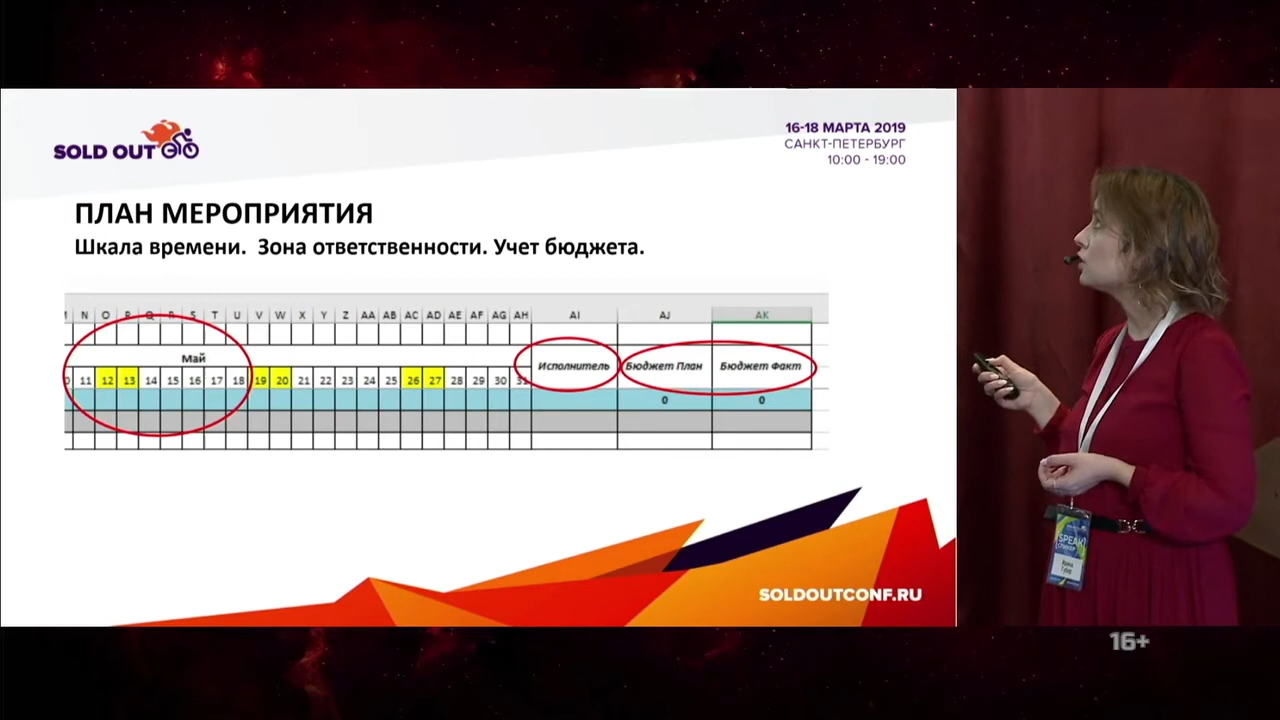 SOLD OUT
16-18 МАРТА 2019
САНКТ-ПЕТЕРБУРГ
10:00 - 19:00
ПЛАН МЕРОПРИЯТИЯ
Шкала времени. Зона ответственности. Учет бюджета.
N O P Q R S T U V W X Y Z AA AB AC AD AE AF AG AH AI AJ AK
Май
Исполнитель Бюджет План Бюджет Факт
11 12 13 14 15 16 17 18 19 20 21 22 23 24 25 26 27 28 29 30 31
0 0
SOLDOUTCONF.RU
SPEAK
СПИКЕР
16+